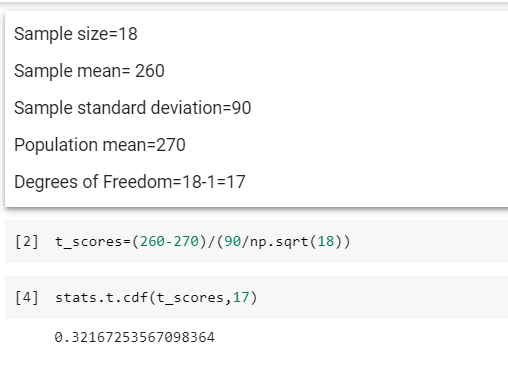 Sample size=18
Sample mean= 260
Sample standard deviation=90
Population mean=270
Degrees of Freedom=18-1=17
[2] t_scores=(260-270)/(90/np.sqrt(18))
[4] stats.t.cdf(t_scores,17)
0.32167253567098364